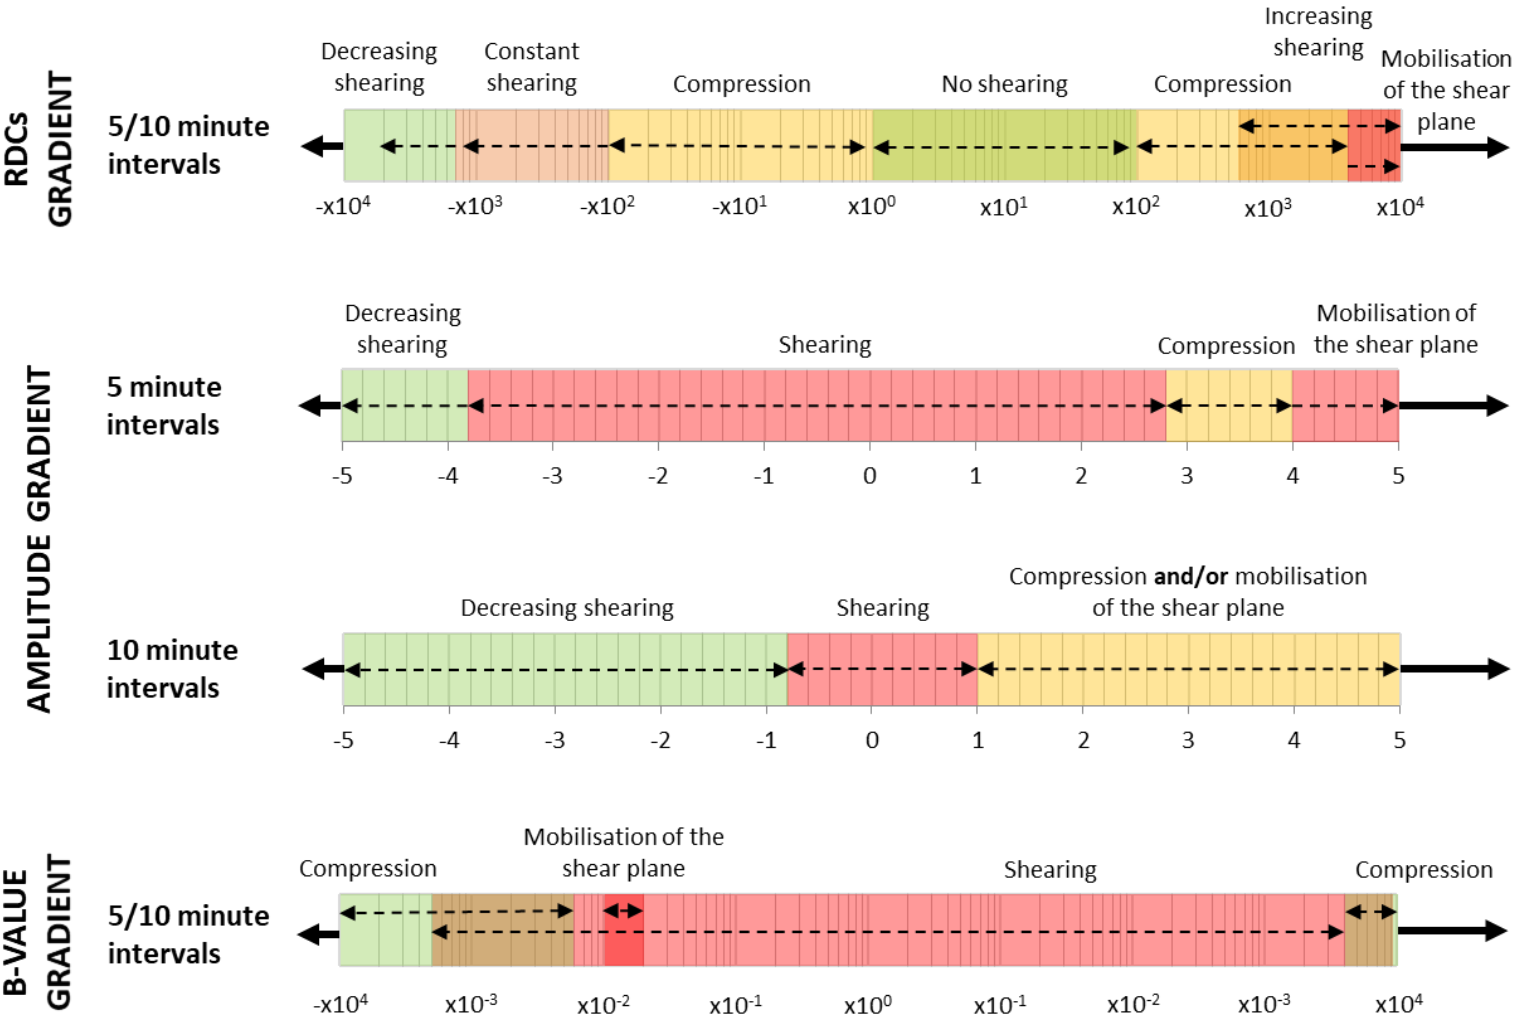 RDCs
GRADIENT
5/10 minute
intervals
Decreasing
shearing
Constant
shearing
Compression
No shearing
Compression
Increasing
shearing
Mobilisation
of the shear
plane
-x10⁴ -x10³ -x10² -x10¹ x10⁰ x10¹ x10² x10³ x10⁴
AMPLITUDE GRADIENT
5 minute
intervals
Decreasing
shearing
Shearing
Compression
Mobilisation of
the shear plane
-5 -4 -3 -2 -1 0 1 2 3 4 5
10 minute
intervals
Decreasing shearing
Shearing
Compression and/or mobilisation
of the shear plane
-5 -4 -3 -2 -1 0 1 2 3 4 5
B-VALUE
GRADIENT
5/10 minute
intervals
Compression
Mobilisation of the
shear plane
Shearing
Compression
-x10⁴ x10⁻³ x10⁻² x10⁻¹ x10⁰ x10⁻¹ x10⁻² x10⁻³ x10⁴